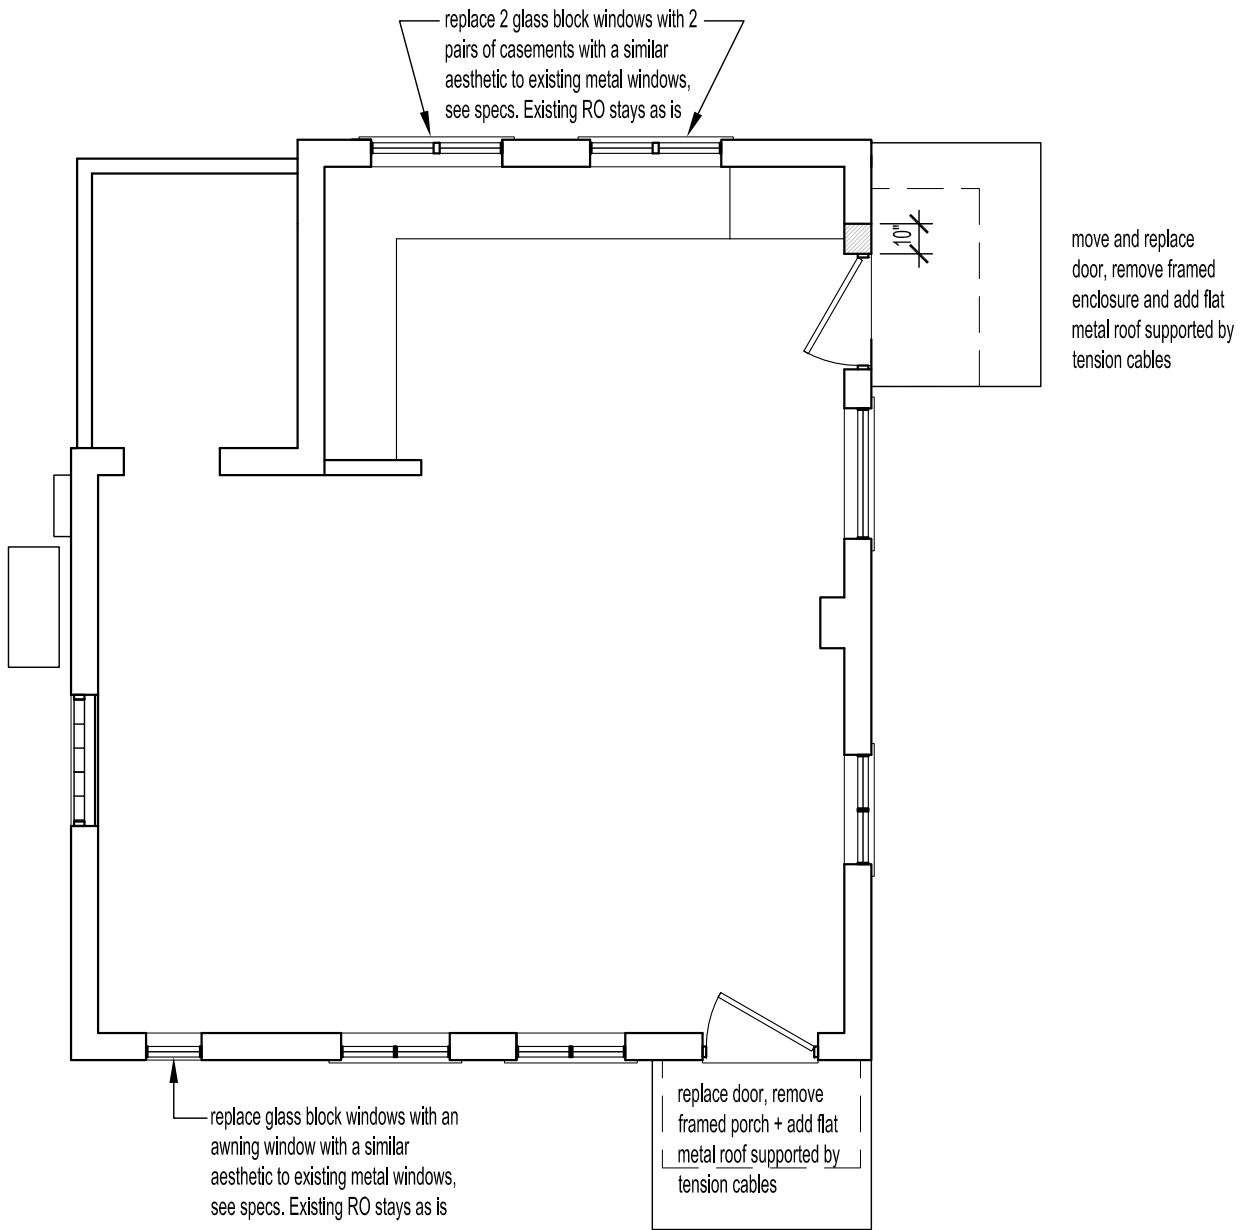 replace 2 glass block windows with 2
pairs of casements with a similar
aesthetic to existing metal windows,
see specs. Existing RO stays as is
10"
move and replace
door, remove framed
enclosure and add flat
metal roof supported by
tension cables
replace door, remove
framed porch + add flat
metal roof supported by
tension cables
replace glass block windows with an
awning window with a similar
aesthetic to existing metal windows,
see specs. Existing RO stays as is